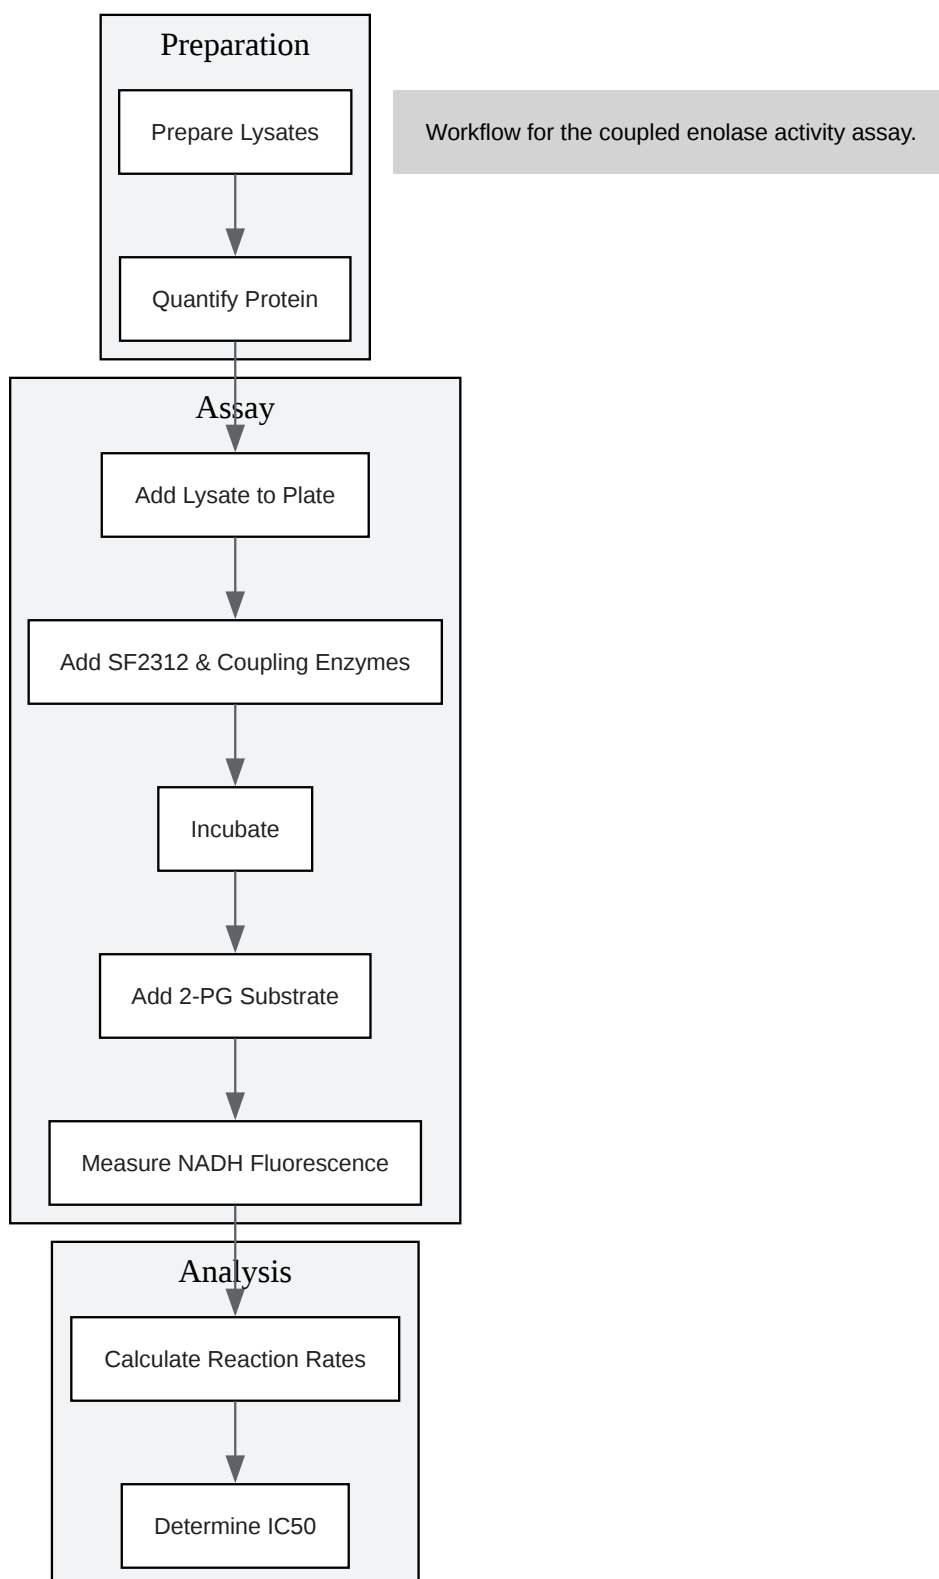 Preparation
Prepare Lysates
Workflow for the coupled enolase activity assay.
Quantify Protein
Assay
Add Lysate to Plate
Add SF2312 & Coupling Enzymes
Incubate
Add 2-PG Substrate
Measure NADH Fluorescence
Analysis
Calculate Reaction Rates
Determine IC50